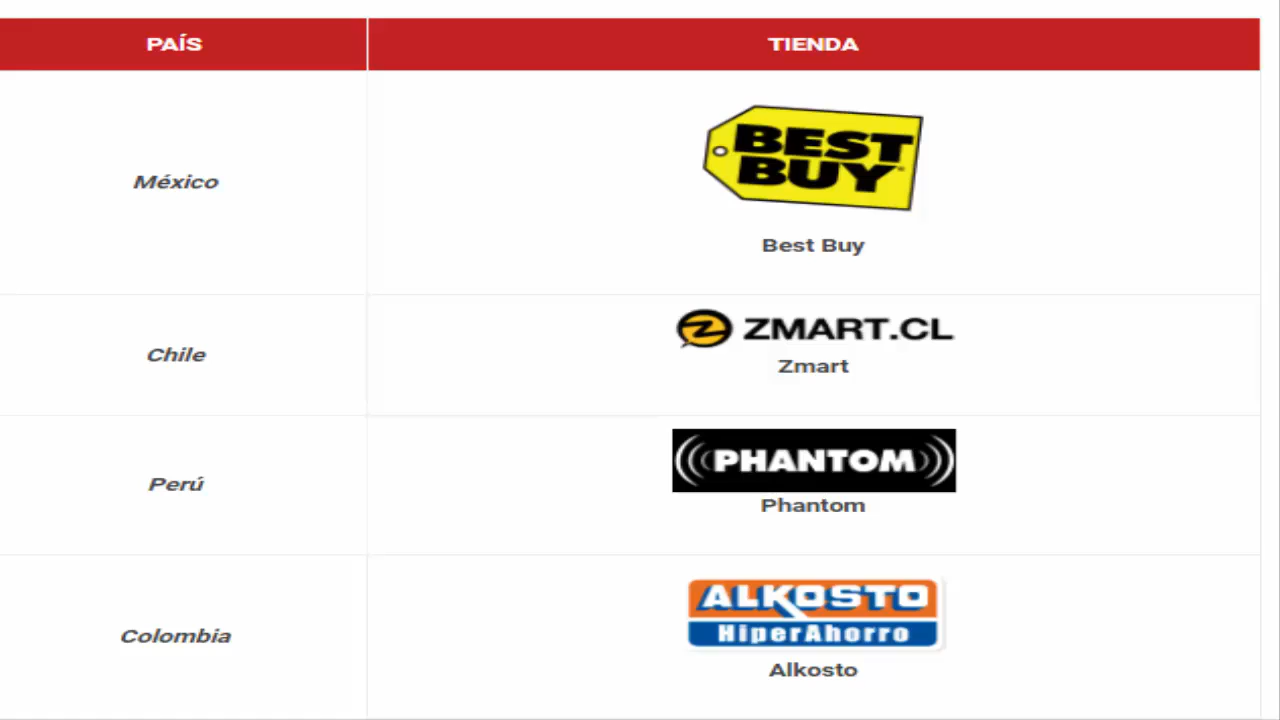 PAÍS TIENDA
México
BEST
BUY
Best Buy
Chile
ZMART.CL
Zmart
Perú
PHANTOM
Phantom
Colombia
ALKOSTO
HiperAhorro
Alkosto